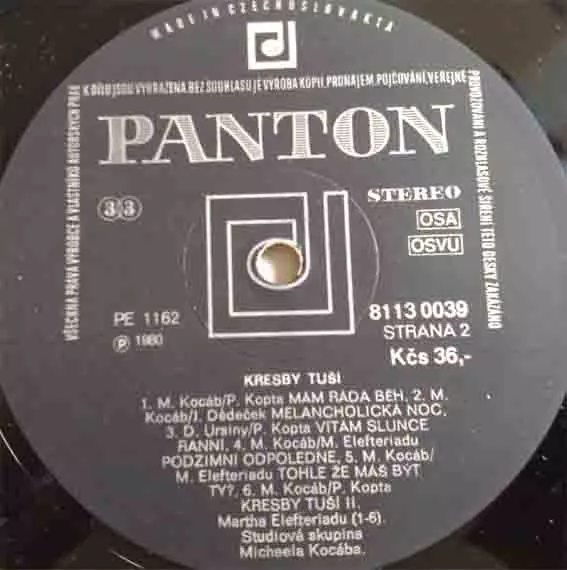 MADE IN CZECHOSLOVAKIA
K DÍLU JSOU VYHRAZENA. BEZ SOUHLASU JE VÝROBA KOPIÍ, PRONÁJEM, PŮJČOVÁNÍ, VEŘEJNÉ
PROVOZOVÁNÍ A ROZHLASOVÉ ŠÍŘENÍ TÉTO DESKY ZAKÁZÁNO
VŠECHNA PRÁVA VÝROBCE A VLASTNÍKŮ AUTORSKÝCH PRÁV
PANTON
33
STEREO
OSA
OSVU
PE 1162
Ⓟ 1980
8113 0039
STRANA 2
Kčs 36,-
KRESBY TUŠÍ
1. M. Kocáb/P. Kopta MÁM RÁDA BĚH, 2. M.
Kocáb/J. Dědeček MELANCHOLICKÁ NOC,
3. D. Ursiny/P. Kopta VÍTÁM SLUNCE
RANNÍ, 4. M. Kocáb/M. Elefteriadu
PODZIMNÍ ODPOLEDNE, 5. M. Kocáb/
M. Elefteriadu TOHLE ŽE MÁŠ BÝT
TY?, 6. M. Kocáb/P. Kopta
KRESBY TUŠÍ II.
Martha Elefteriadu (1-6).
Studiová skupina
Michaela Kocába.